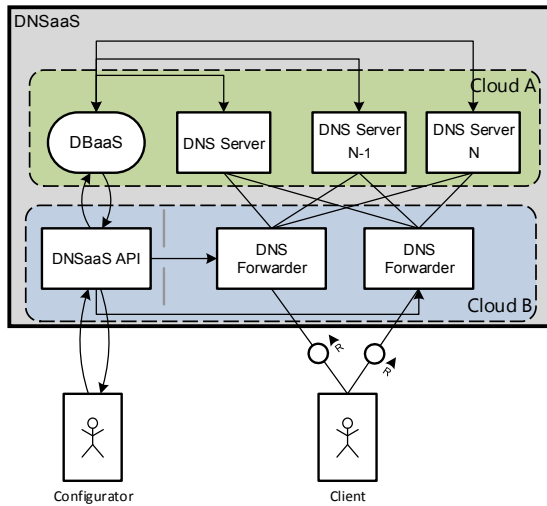 DNSaaS
Cloud A
DBaaS
DNS Server
DNS Server
N-1
DNS Server
N
DNSaaS API
DNS
Forwarder
DNS
Forwarder
Cloud B
R
R
Configurator
Client